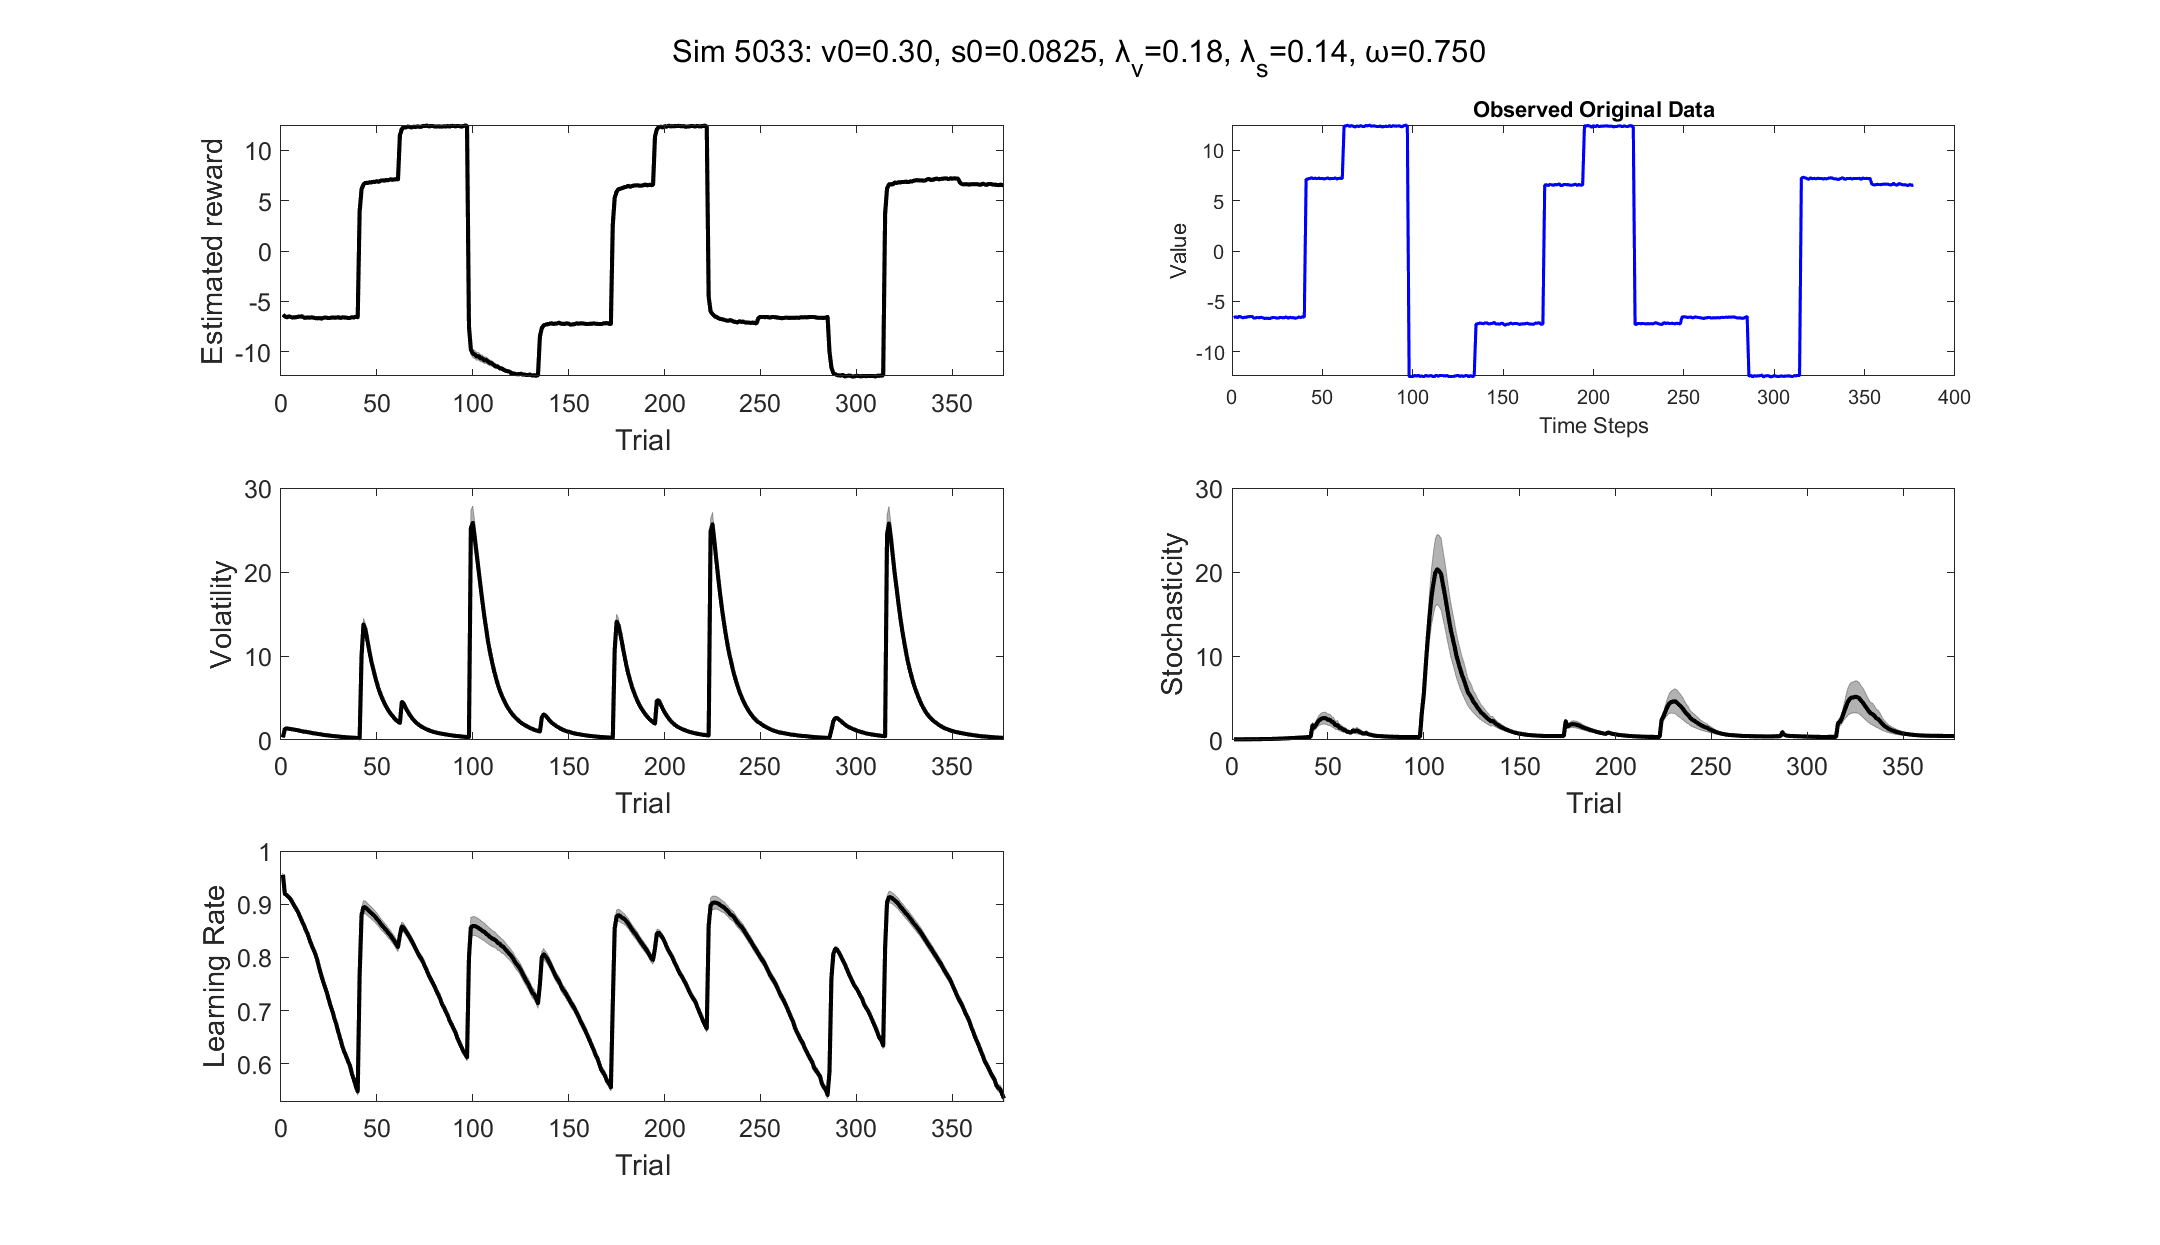 Sim 5033: v0=0.30, s0=0.0825, λ_v=0.18, λ_s=0.14, ω=0.750
Estimated reward
10
5
0
-5
-10
0 50 100 150 200 250 300 350
Trial
Observed Original Data
Value
10
5
0
-5
-10
0 50 100 150 200 250 300 350 400
Time Steps
Volatility
30
20
10
0
0 50 100 150 200 250 300 350
Trial
Stochasticity
30
20
10
0
0 50 100 150 200 250 300 350
Trial
Learning Rate
1
0.9
0.8
0.7
0.6
0 50 100 150 200 250 300 350
Trial